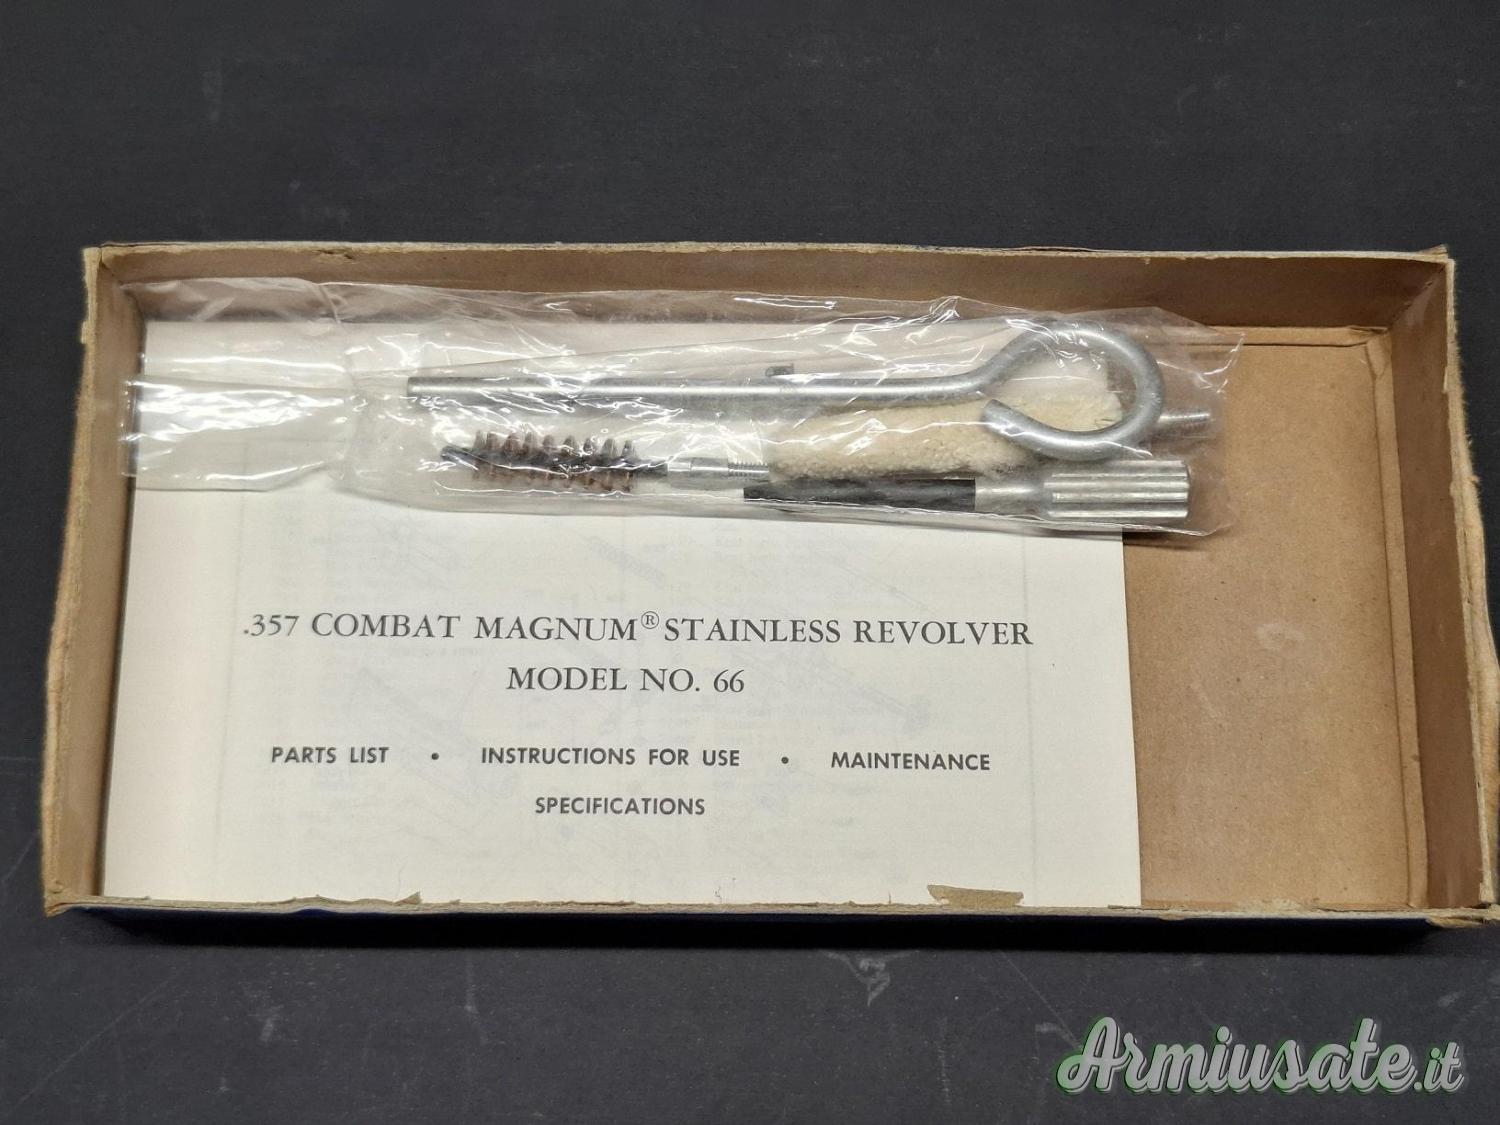 .357 COMBAT MAGNUM® STAINLESS REVOLVER
MODEL NO. 66
PARTS LIST • INSTRUCTIONS FOR USE • MAINTENANCE
SPECIFICATIONS
Armiusate.it